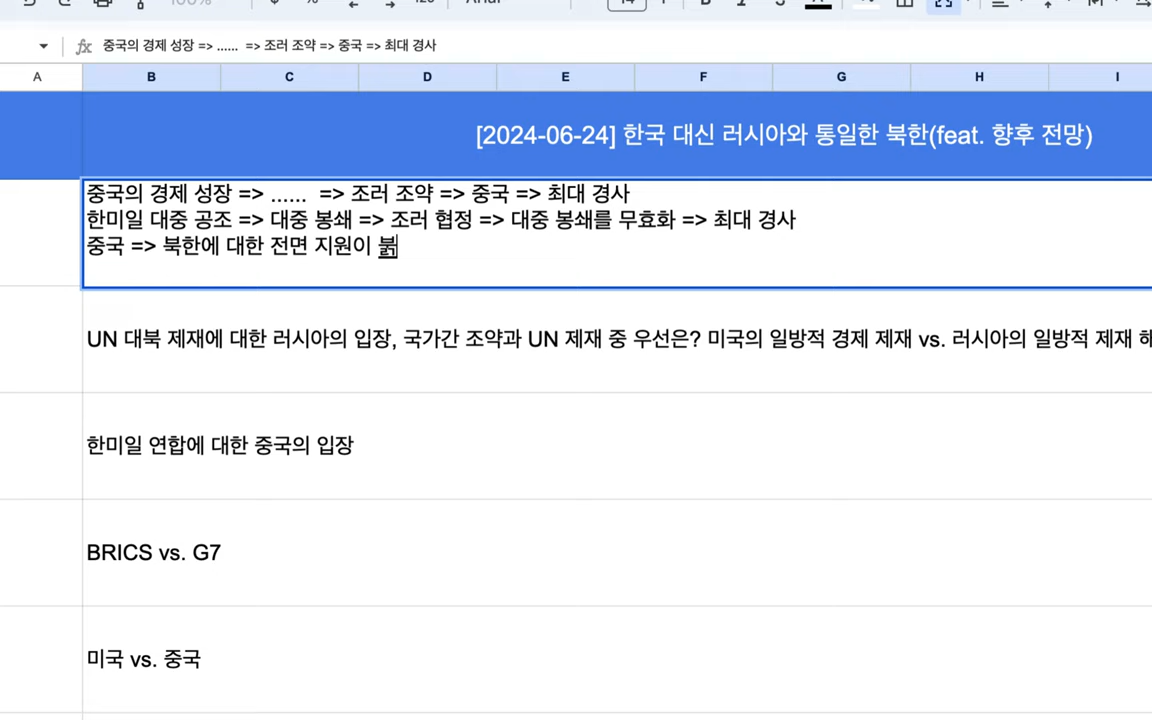 100%
Arial
fx 중국의 경제 성장 => ...... => 조러 조약 => 중국 => 최대 경사
A B C D E F G H I
[2024-06-24] 한국 대신 러시아와 통일한 북한(feat. 향후 전망)
중국의 경제 성장 => ...... => 조러 조약 => 중국 => 최대 경사
한미일 대중 공조 => 대중 봉쇄 => 조러 협정 => 대중 봉쇄를 무효화 => 최대 경사
중국 => 북한에 대한 전면 지원이 붉
UN 대북 제재에 대한 러시아의 입장, 국가간 조약과 UN 제재 중 우선은? 미국의 일방적 경제 제재 vs. 러시아의 일방적 제재 해
한미일 연합에 대한 중국의 입장
BRICS vs. G7
미국 vs. 중국